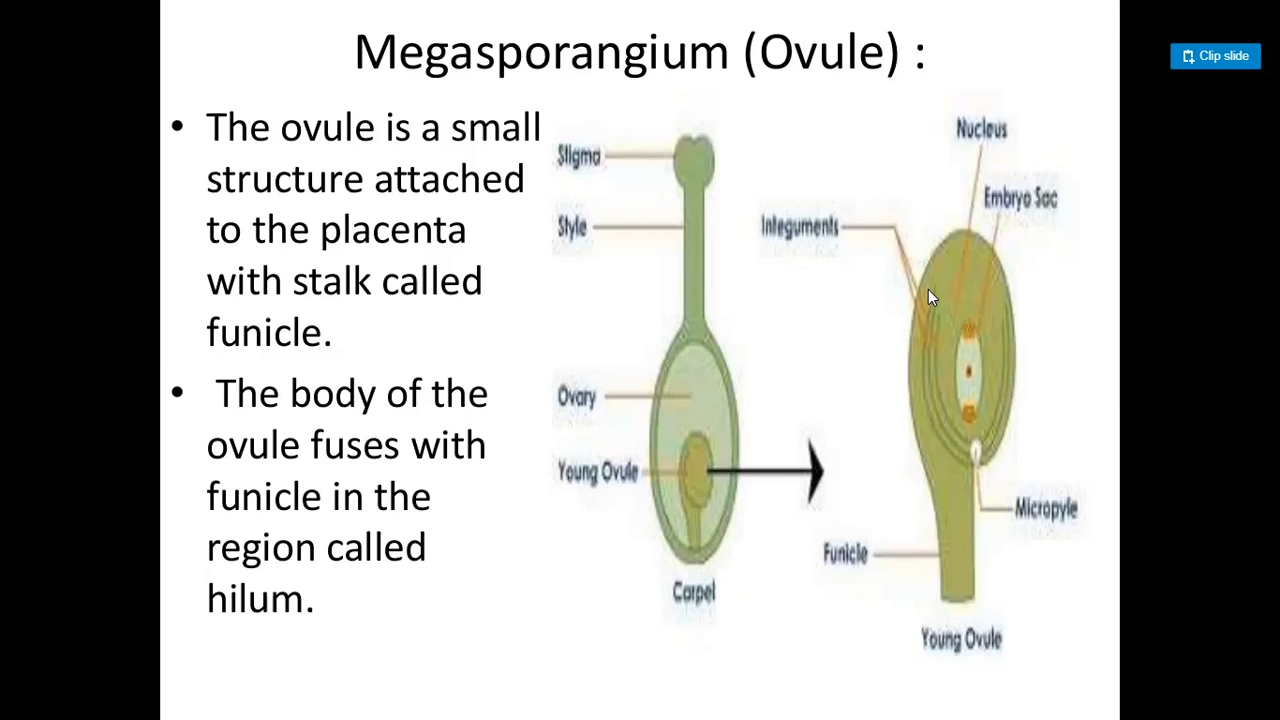 Megasporangium (Ovule) :
Clip slide
• The ovule is a small
structure attached
to the placenta
with stalk called
funicle.
• The body of the
ovule fuses with
funicle in the
region called
hilum.
Stigma
Style
Ovary
Young Ovule
Carpel
Nucleus
Embryo Sac
Integuments
Micropyle
Funicle
Young Ovule